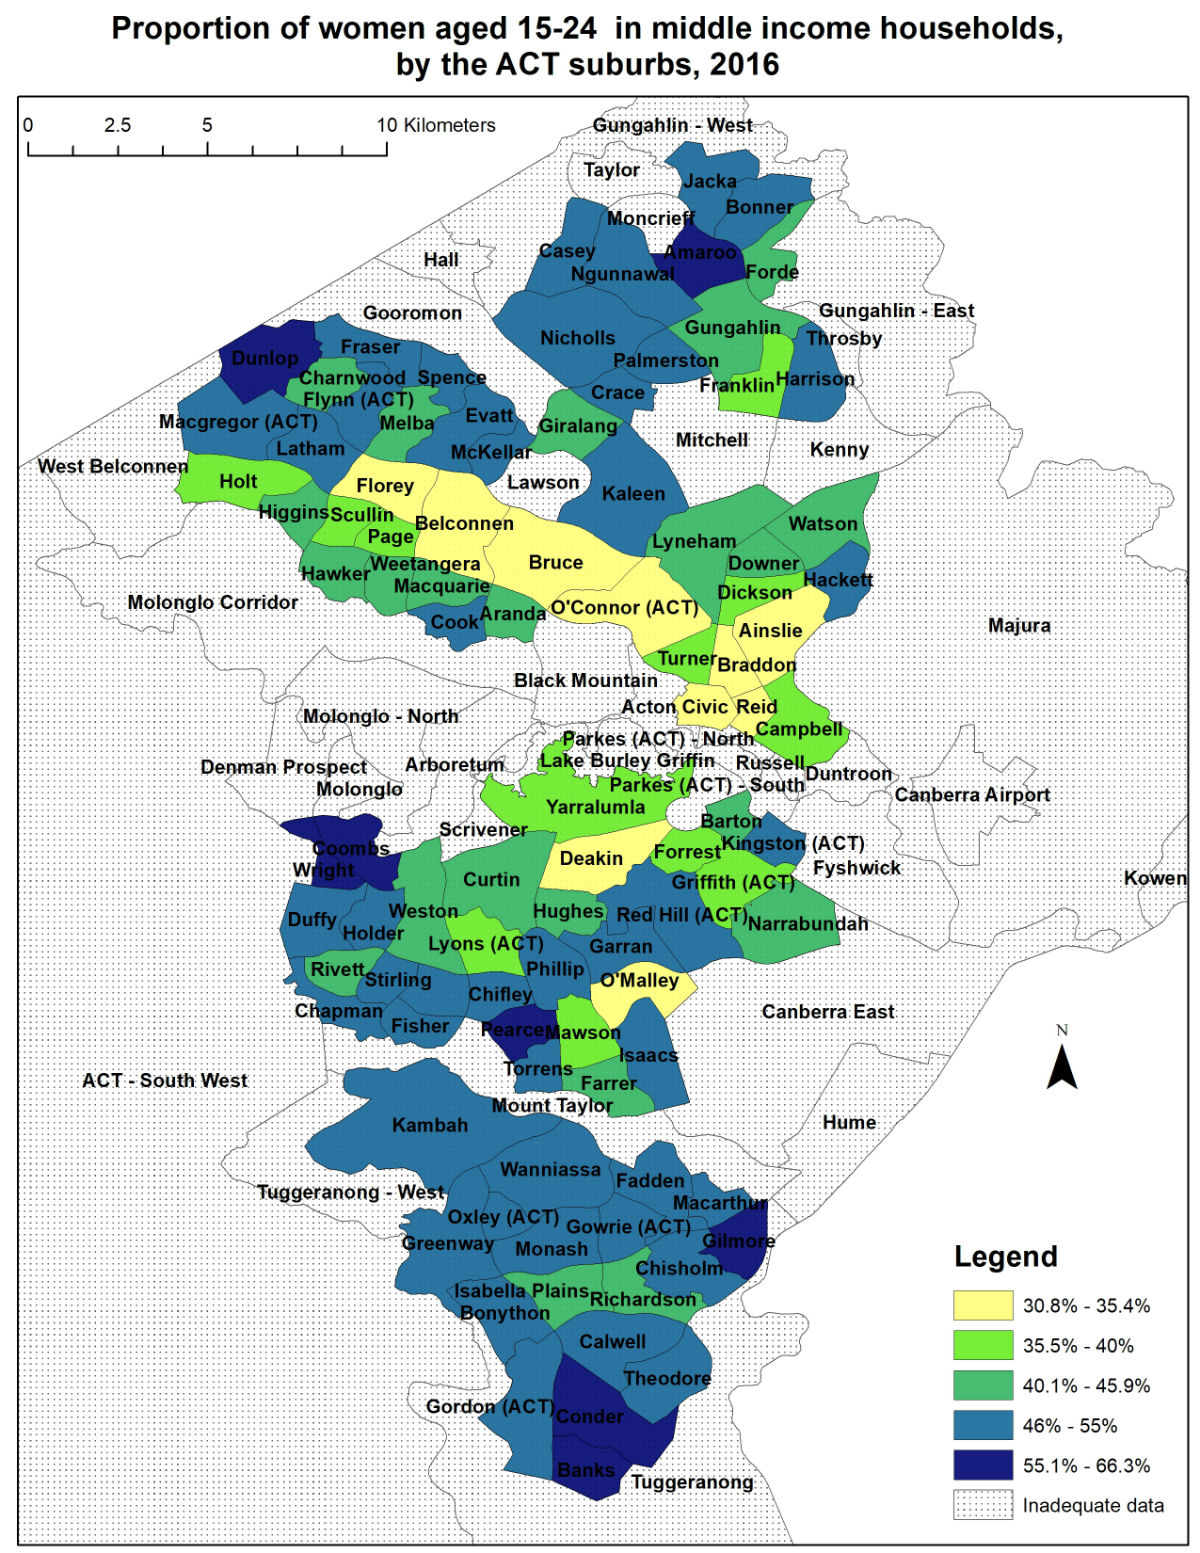 Proportion of women aged 15-24 in middle income households,
by the ACT suburbs, 2016
0 2.5 5 10 Kilometers
Gungahlin - West
Taylor
Jacka
Bonner
Moncrieff
Casey
Amaroo
Hall
Ngunnawal
Forde
Gooromon
Gungahlin - East
Gungahlin
Nicholls
Throsby
Fraser
Dunlop
Palmerston
Charnwood
Spence
Franklin
Harrison
Crace
Flynn (ACT)
Evatt
Macgregor (ACT)
Melba
Giralang
Mitchell
Kenny
Latham
McKellar
West Belconnen
Holt
Florey
Lawson
Kaleen
Higgins
Scullin
Belconnen
Watson
Page
Lyneham
Weetangera
Bruce
Downer
Hawker
Macquarie
Hackett
Dickson
Molonglo Corridor
O'Connor (ACT)
Cook
Aranda
Ainslie
Majura
Turner
Braddon
Black Mountain
Acton
Civic
Reid
Molonglo - North
Campbell
Parkes (ACT) - North
Denman Prospect
Arboretum
Lake Burley Griffin
Russell
Duntroon
Molonglo
Parkes (ACT) - South
Canberra Airport
Yarralumla
Scrivener
Barton
Kingston (ACT)
Coombs
Deakin
Forrest
Fyshwick
Wright
Curtin
Griffith (ACT)
Kowen
Duffy
Weston
Hughes
Red Hill (ACT)
Narrabundah
Holder
Lyons (ACT)
Garran
Rivett
Stirling
Phillip
O'Malley
Chifley
Chapman
Canberra East
Fisher
Pearce
Mawson
N
Isaacs
Torrens
ACT - South West
Farrer
Mount Taylor
Kambah
Hume
Wanniassa
Fadden
Tuggeranong - West
Macarthur
Oxley (ACT)
Gowrie (ACT)
Greenway
Monash
Gilmore
Chisholm
Isabella Plains
Richardson
Bonython
Calwell
Theodore
Gordon (ACT)
Conder
Banks
Tuggeranong
Legend
30.8% - 35.4%
35.5% - 40%
40.1% - 45.9%
46% - 55%
55.1% - 66.3%
Inadequate data